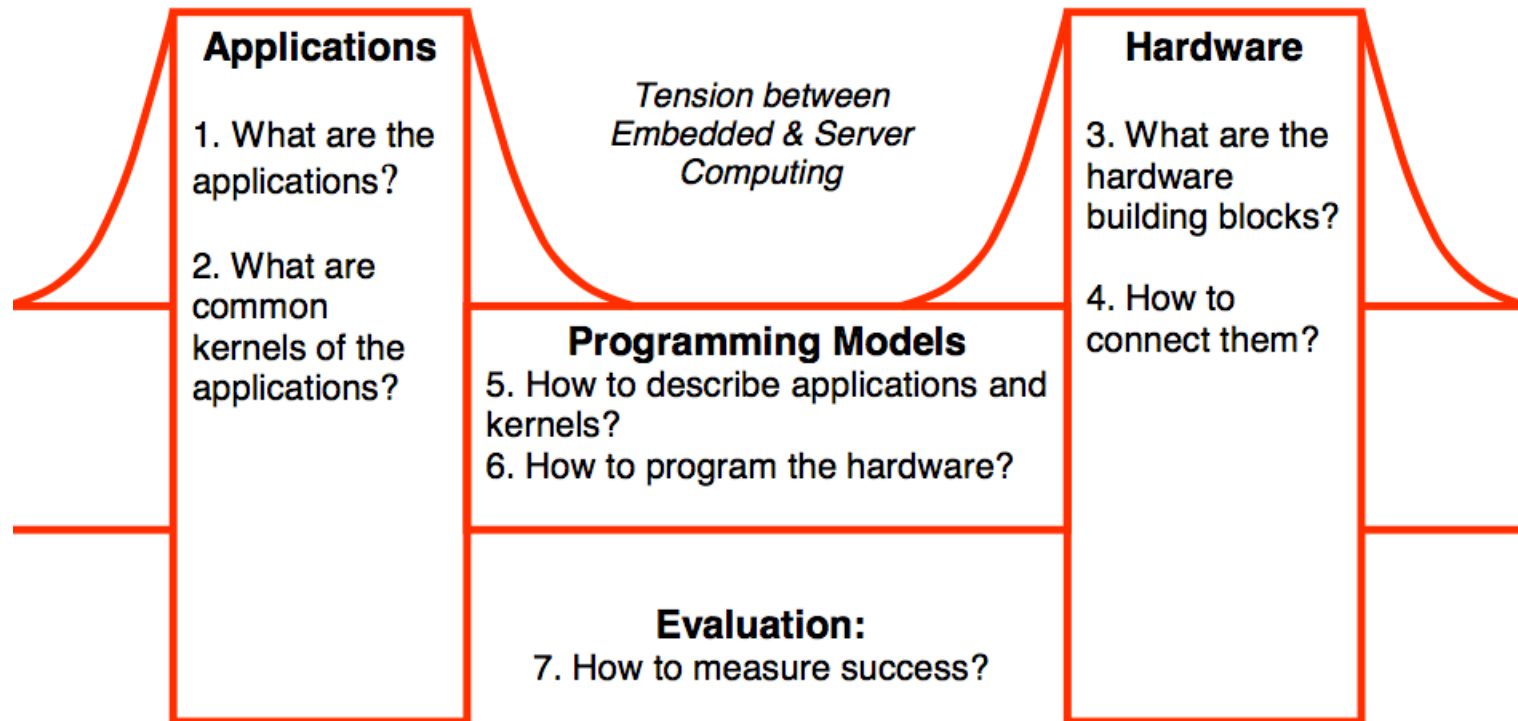 Applications
1. What are the
applications?
2. What are
common
kernels of the
applications?
Tension between
Embedded & Server
Computing
Hardware
3. What are the
hardware
building blocks?
4. How to
connect them?
Programming Models
5. How to describe applications and
kernels?
6. How to program the hardware?
Evaluation:
7. How to measure success?